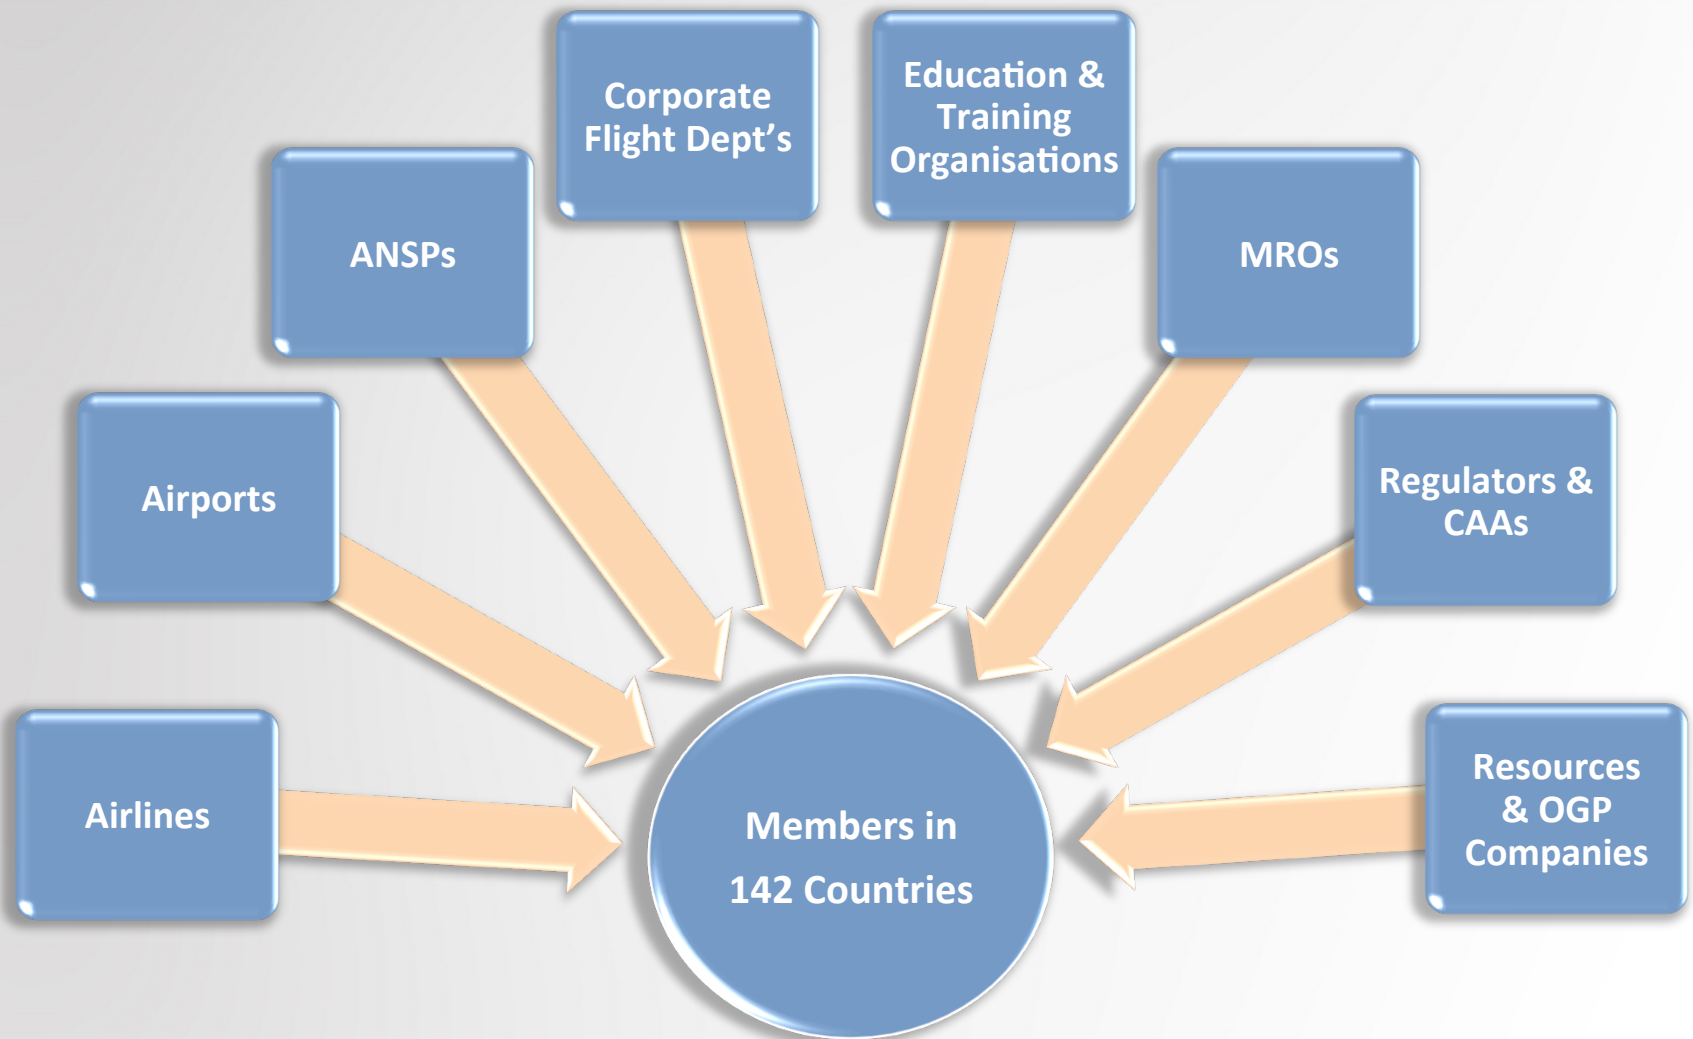 Corporate
Flight Dept’s
Education &
Training
Organisations
ANSPs
MROs
Airports
Regulators &
CAAs
Airlines
Resources
& OGP
Companies
Members in
142 Countries